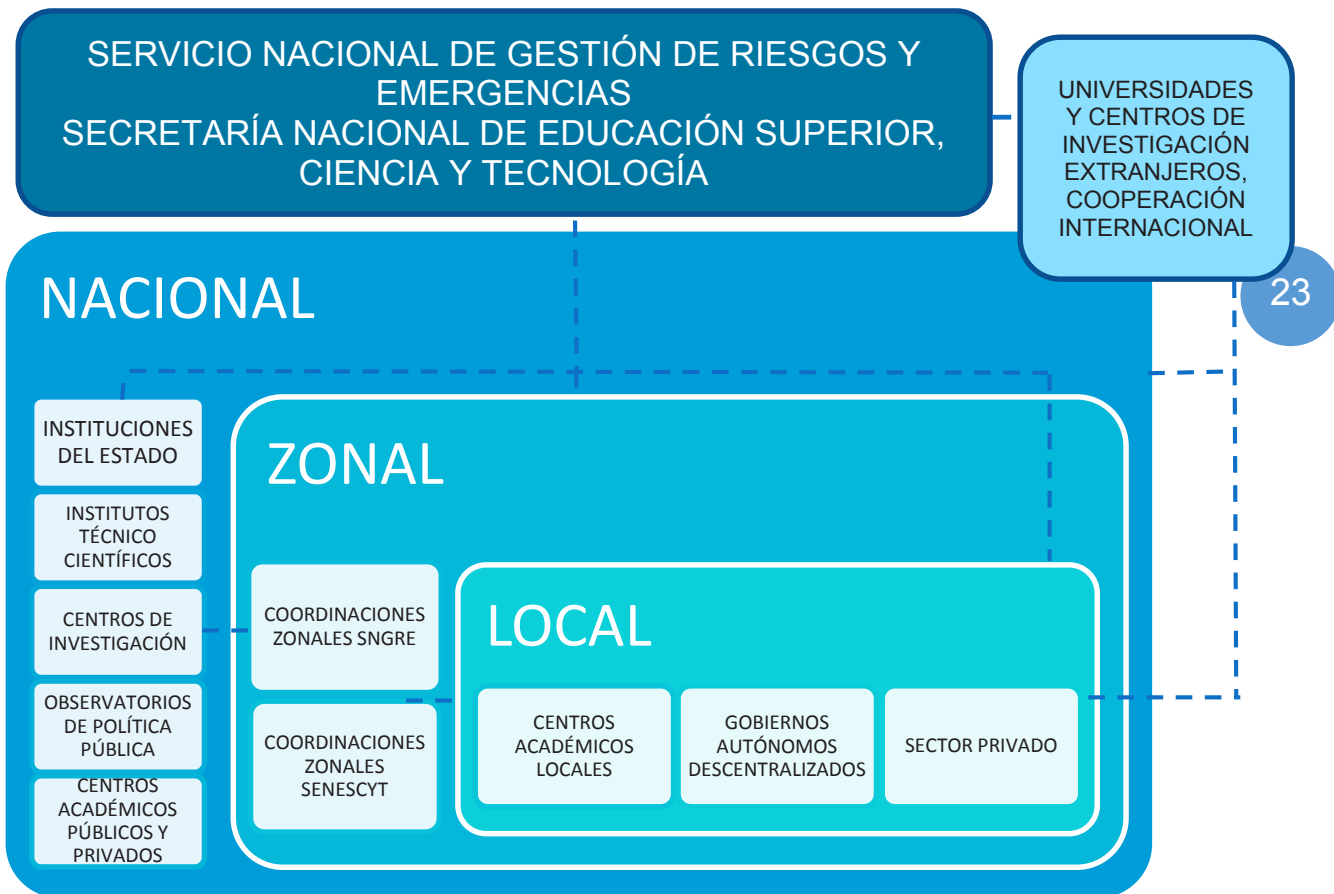 SERVICIO NACIONAL DE GESTIÓN DE RIESGOS Y
EMERGENCIAS
SECRETARÍA NACIONAL DE EDUCACIÓN SUPERIOR,
CIENCIA Y TECNOLOGÍA
UNIVERSIDADES
Y CENTROS DE
INVESTIGACIÓN
EXTRANJEROS,
COOPERACIÓN
INTERNACIONAL
23
NACIONAL
INSTITUCIONES
DEL ESTADO
INSTITUTOS
TÉCNICO
CIENTÍFICOS
CENTROS DE
INVESTIGACIÓN
OBSERVATORIOS
DE POLÍTICA
PÚBLICA
CENTROS
ACADÉMICOS
PÚBLICOS Y
PRIVADOS
ZONAL
COORDINACIONES
ZONALES SNGRE
COORDINACIONES
ZONALES
SENESCYT
LOCAL
CENTROS
ACADÉMICOS
LOCALES
GOBIERNOS
AUTÓNOMOS
DESCENTRALIZADOS
SECTOR PRIVADO